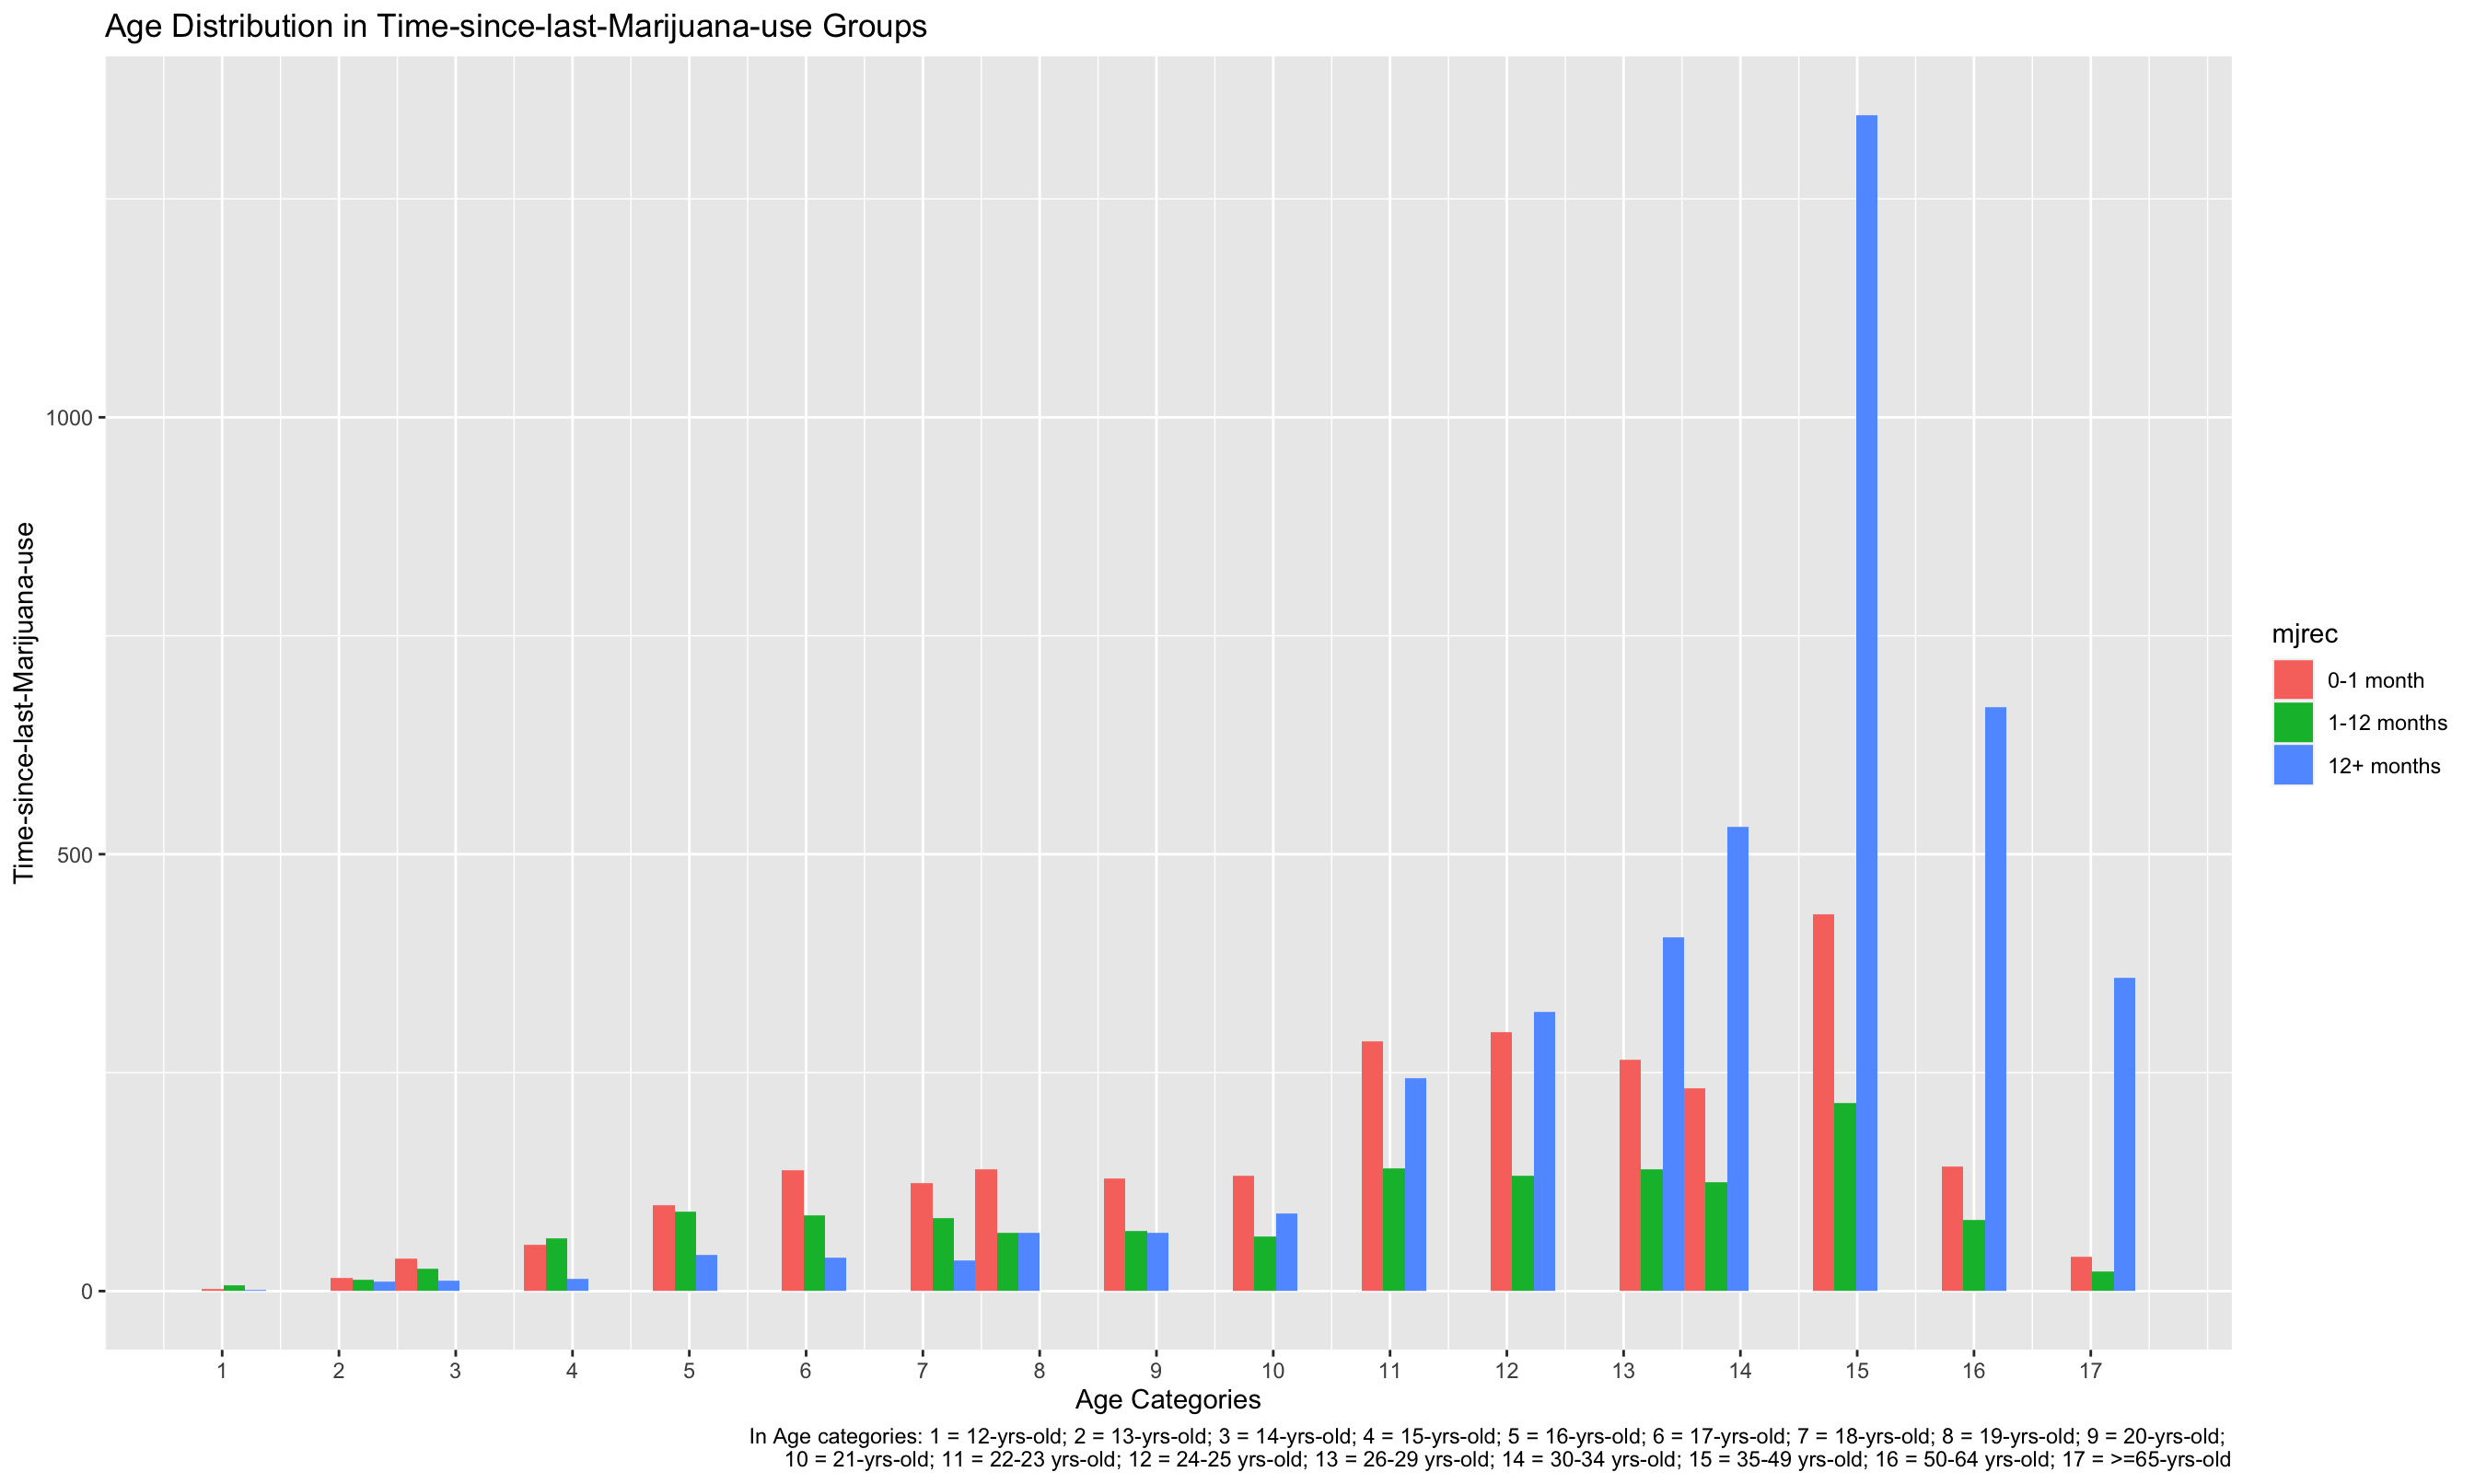 Age Distribution in Time-since-last-Marijuana-use Groups
Time-since-last-Marijuana-use
1000
500
0
1 2 3 4 5 6 7 8 9 10 11 12 13 14 15 16 17
Age Categories
mjrec
0-1 month
1-12 months
12+ months
In Age categories: 1 = 12-yrs-old; 2 = 13-yrs-old; 3 = 14-yrs-old; 4 = 15-yrs-old; 5 = 16-yrs-old; 6 = 17-yrs-old; 7 = 18-yrs-old; 8 = 19-yrs-old; 9 = 20-yrs-old;
10 = 21-yrs-old; 11 = 22-23 yrs-old; 12 = 24-25 yrs-old; 13 = 26-29 yrs-old; 14 = 30-34 yrs-old; 15 = 35-49 yrs-old; 16 = 50-64 yrs-old; 17 = >=65-yrs-old